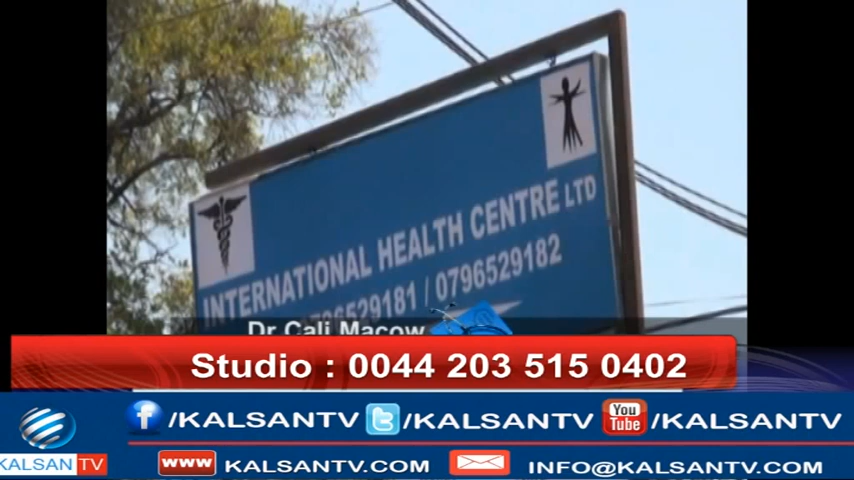 INTERNATIONAL HEALTH CENTRE LTD
0796529181 / 0796529182
Dr Cali Macow
Studio : 0044 203 515 0402
/KALSANTV /KALSANTV You Tube /KALSANTV
KALSAN TV www KALSANTV.COM INFO@KALSANTV.COM